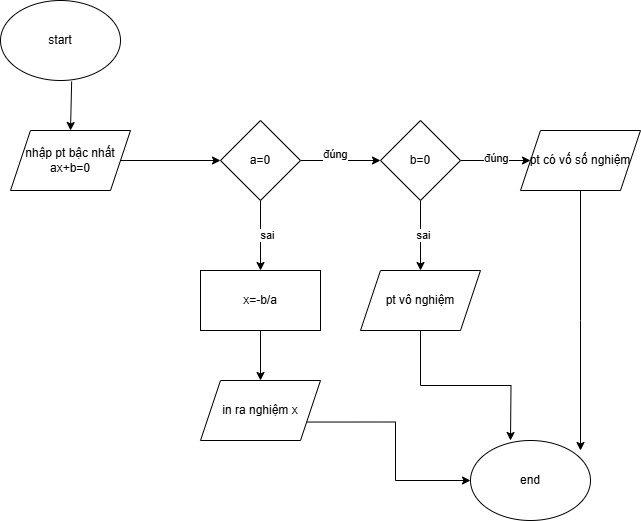 start
nhập pt bậc nhất
ax+b=0
a=0
đúng
b=0
đúng
pt có vố số nghiệm
sai
sai
x=-b/a
pt vô nghiệm
in ra nghiệm x
end